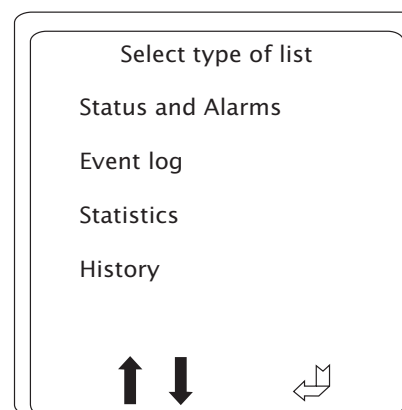 Select type of list
Status and Alarms
Event log
Statistics
History